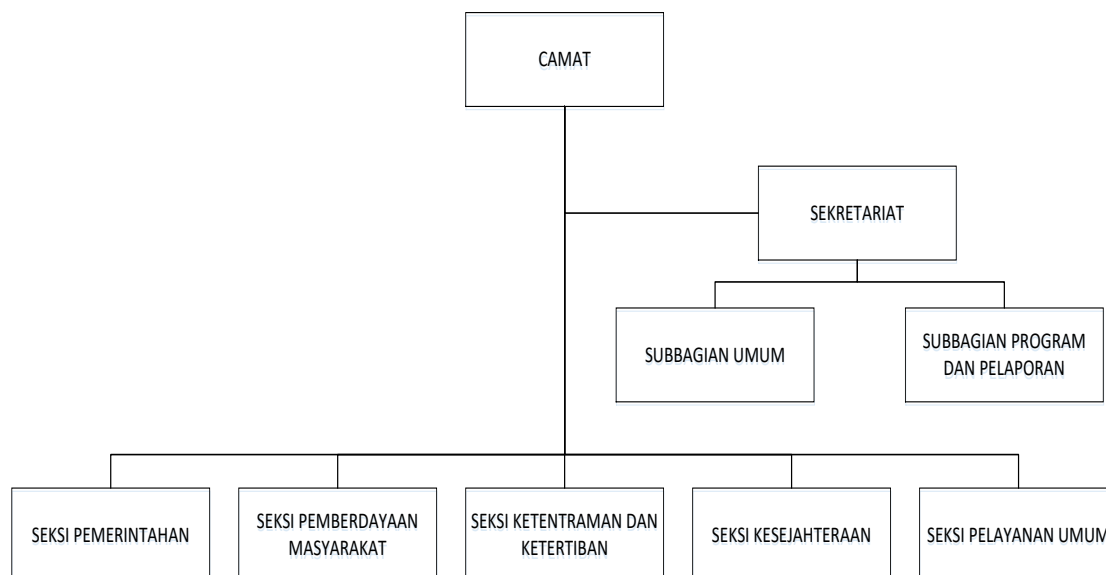 CAMAT
SEKRETARIAT
SUBBAGIAN UMUM
SUBBAGIAN PROGRAM
DAN PELAPORAN
SEKSI PEMERINTAHAN
SEKSI PEMBERDAYAAN
MASYARAKAT
SEKSI KETENTRAMAN DAN
KETERTIBAN
SEKSI KESEJAHTERAAN
SEKSI PELAYANAN UMUM